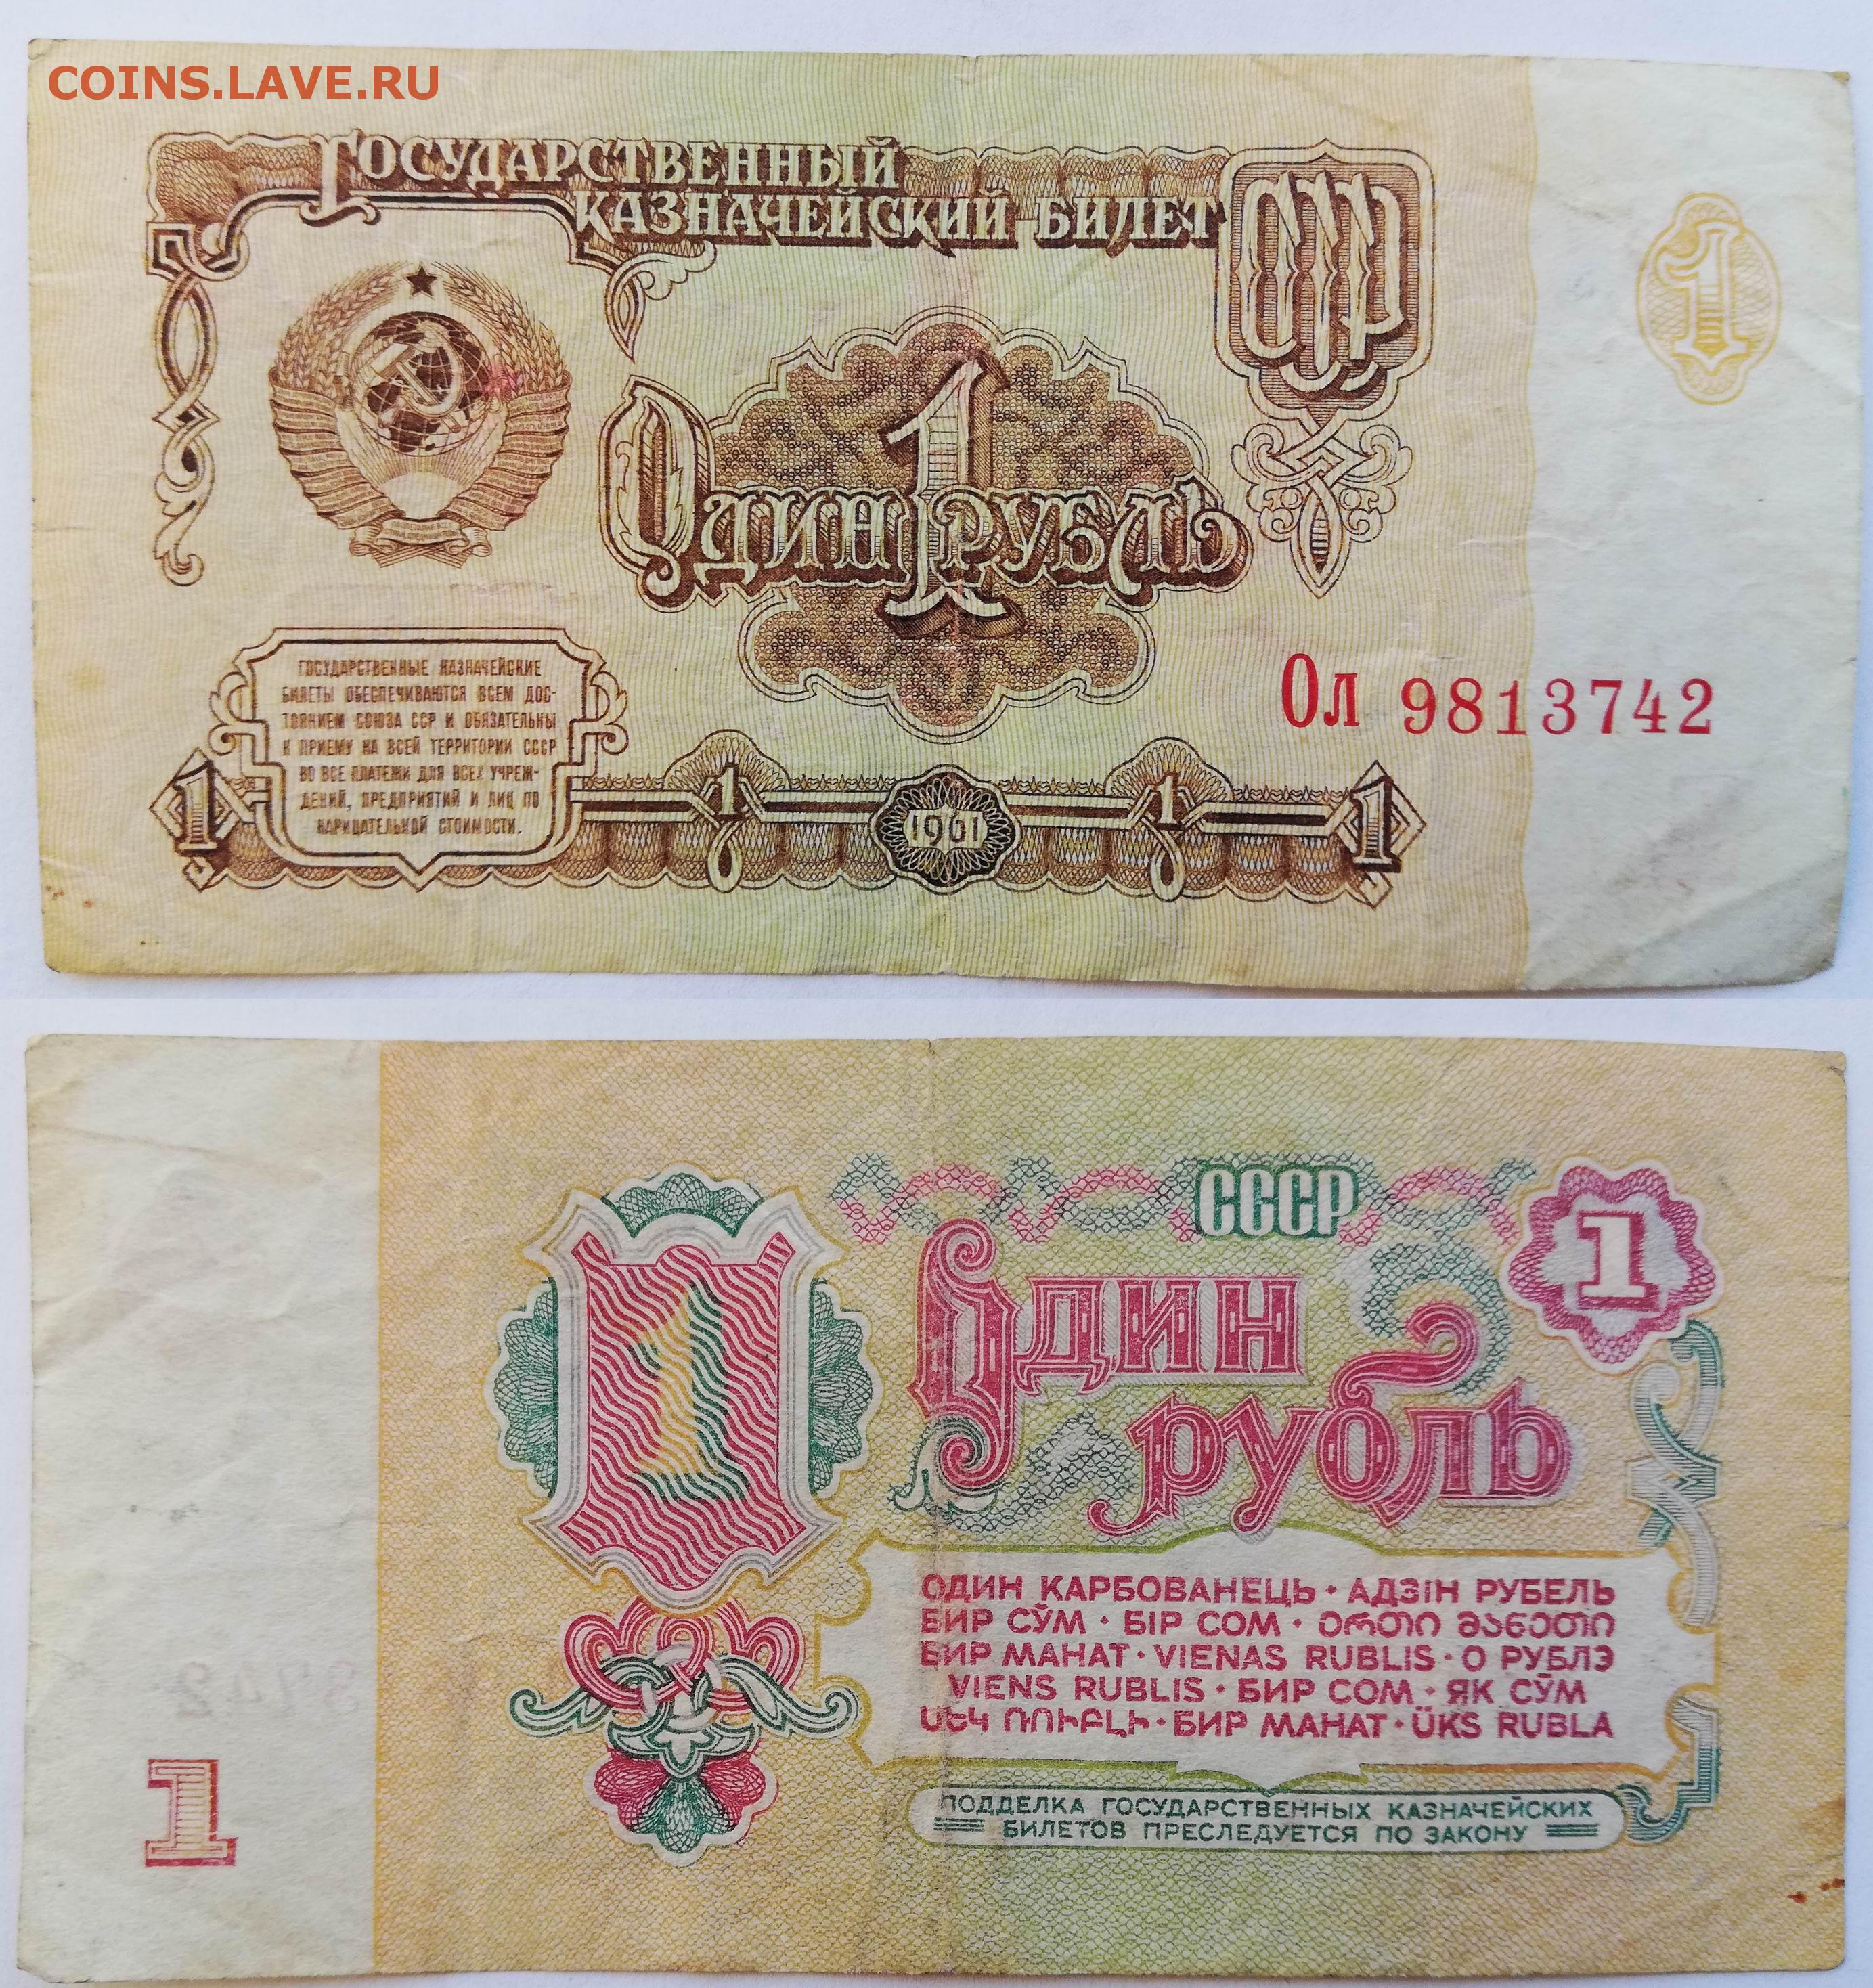 COINS.LAVE.RU
ГОСУДАРСТВЕННЫЙ
КАЗНАЧЕЙСКИЙ БИЛЕТ
СССР
1
1
ОДИН РУБЛЬ
Ол 9813742
ГОСУДАРСТВЕННЫЕ КАЗНАЧЕЙСКИЕ
БИЛЕТЫ ОБЕСПЕЧИВАЮТСЯ ВСЕМ ДОС-
ТОЯНИЕМ СОЮЗА ССР И ОБЯЗАТЕЛЬНЫ
К ПРИЕМУ НА ВСЕЙ ТЕРРИТОРИИ СССР
ВО ВСЕ ПЛАТЕЖИ ДЛЯ ВСЕХ УЧРЕЖ-
ДЕНИЙ, ПРЕДПРИЯТИЙ И ЛИЦ ПО
НАРИЦАТЕЛЬНОЙ СТОИМОСТИ.
1 1 1961 1 1
СССР
1
1
Один
рубль
ОДИН КАРБОВАНЕЦЬ · АДЗІН РУБЕЛЬ
БИР СЎМ · БІР СОМ · ᲔᲠᲗᲘ ᲛᲐᲜᲔᲗᲘ
БИР МАНАТ · VIENAS RUBLIS · О РУБЛЭ
VIENS RUBLIS · БИР СОМ · ЯК СӮМ
ՄԵԿ ՌՈՒԲԼԻ · БИР МАНАТ · ÜKS RUBLA
1
1
ПОДДЕЛКА ГОСУДАРСТВЕННЫХ КАЗНАЧЕЙСКИХ
БИЛЕТОВ ПРЕСЛЕДУЕТСЯ ПО ЗАКОНУ